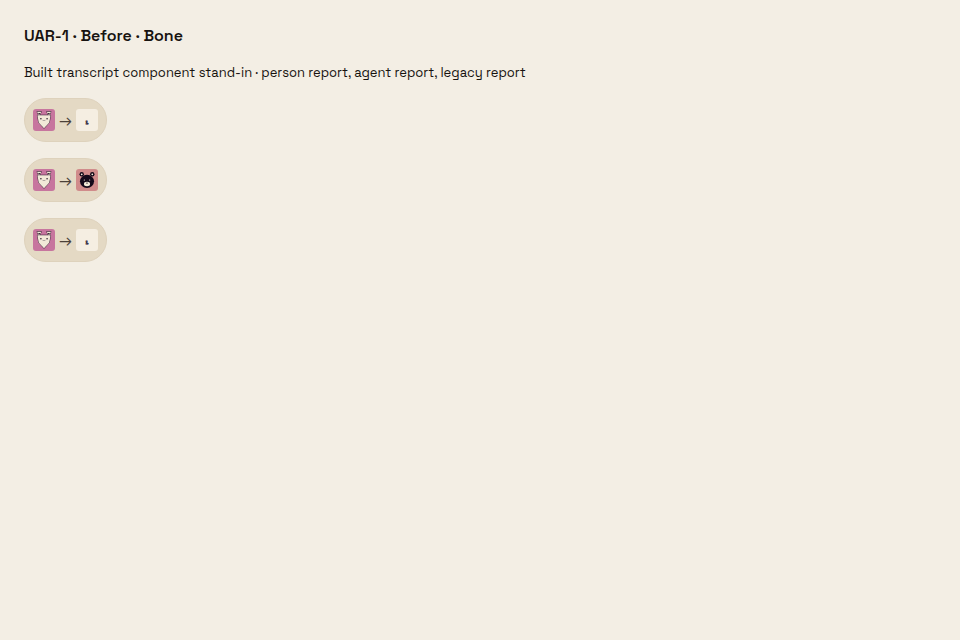 UAR-1 · Before · Bone
Built transcript component stand-in · person report, agent report, legacy report
→
→
→